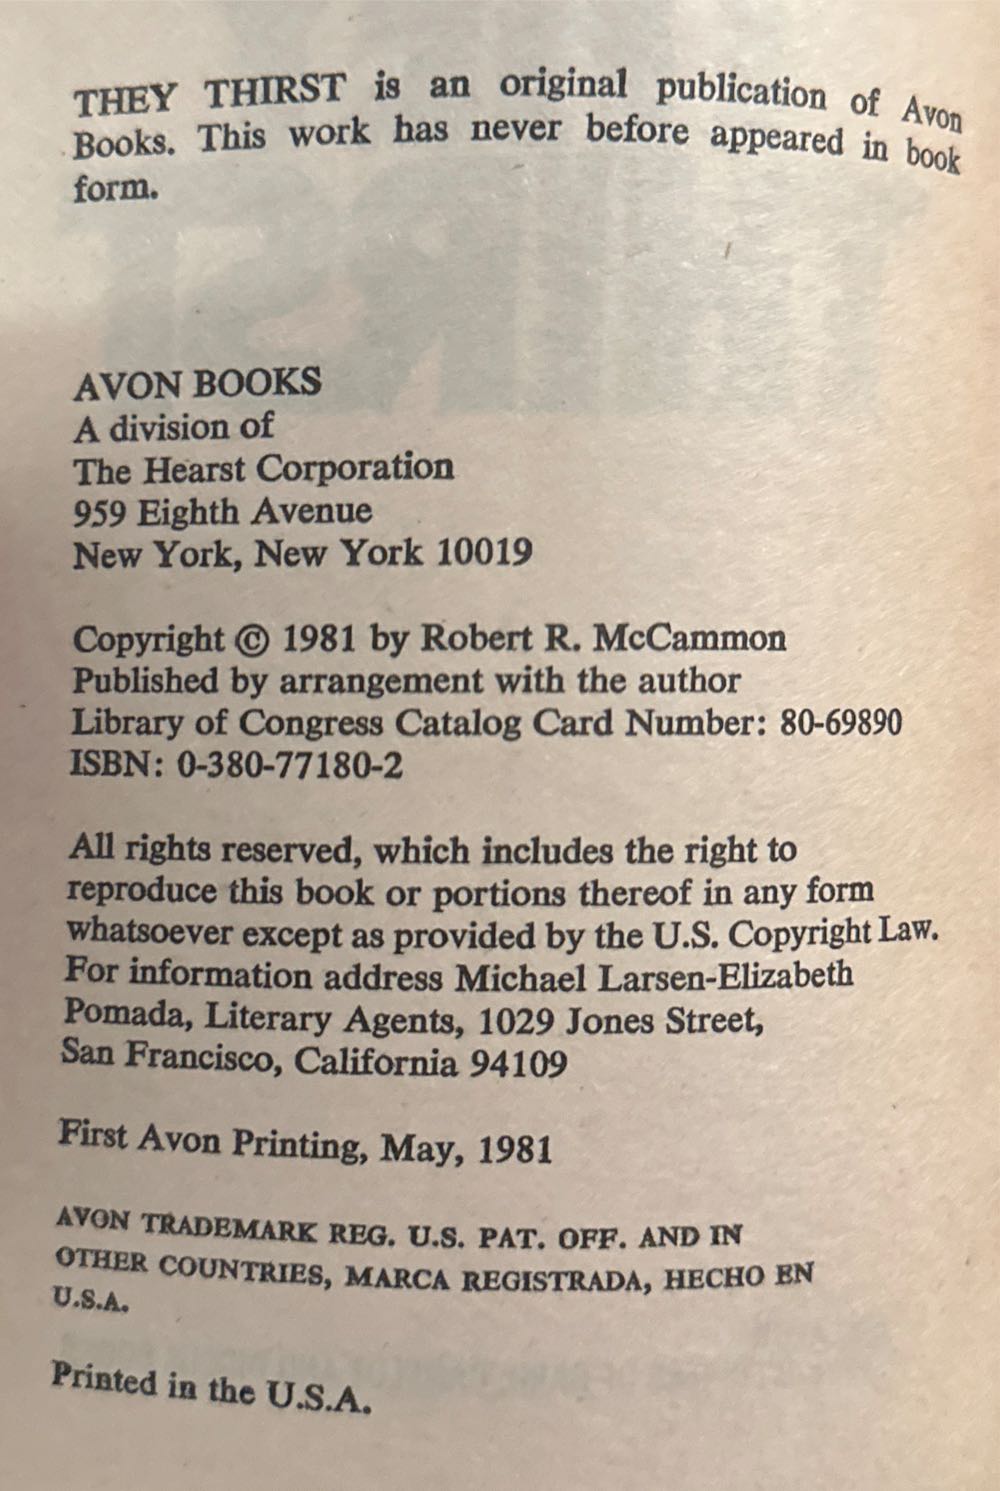 THEY THIRST is an original publication of Avon
Books. This work has never before appeared in book
form.
AVON BOOKS
A division of
The Hearst Corporation
959 Eighth Avenue
New York, New York 10019
Copyright © 1981 by Robert R. McCammon
Published by arrangement with the author
Library of Congress Catalog Card Number: 80-69890
ISBN: 0-380-77180-2
All rights reserved, which includes the right to
reproduce this book or portions thereof in any form
whatsoever except as provided by the U.S. Copyright Law.
For information address Michael Larsen-Elizabeth
Pomada, Literary Agents, 1029 Jones Street,
San Francisco, California 94109
First Avon Printing, May, 1981
AVON TRADEMARK REG. U.S. PAT. OFF. AND IN
OTHER COUNTRIES, MARCA REGISTRADA, HECHO EN
U.S.A.
Printed in the U.S.A.